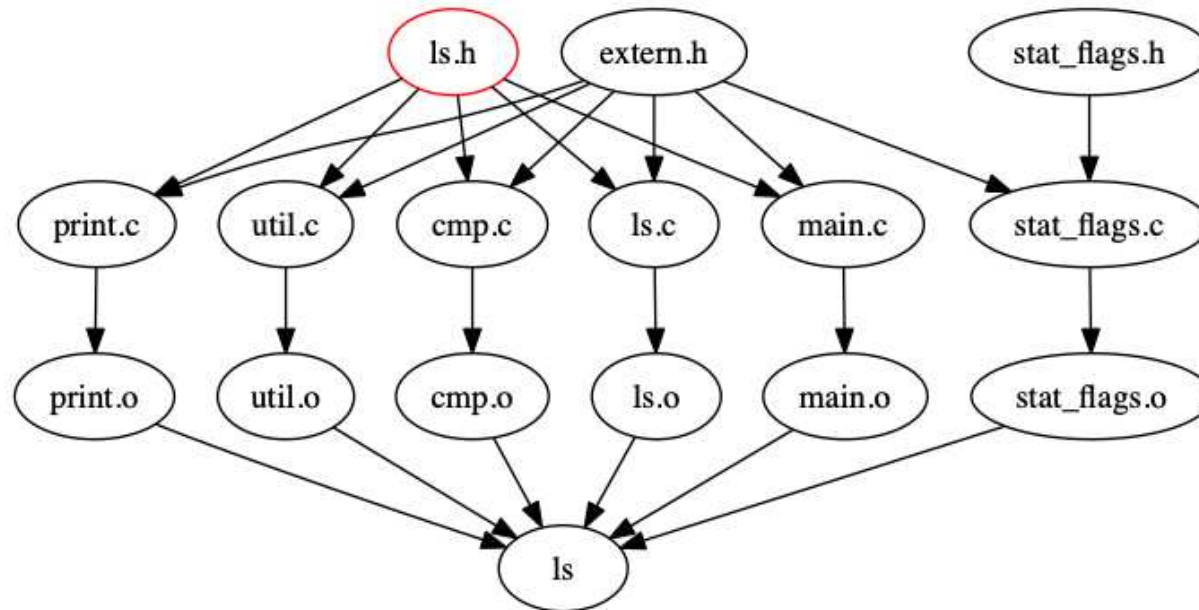 ls.h
extern.h
stat_flags.h
print.c
util.c
cmp.c
ls.c
main.c
stat_flags.c
print.o
util.o
cmp.o
ls.o
main.o
stat_flags.o
ls